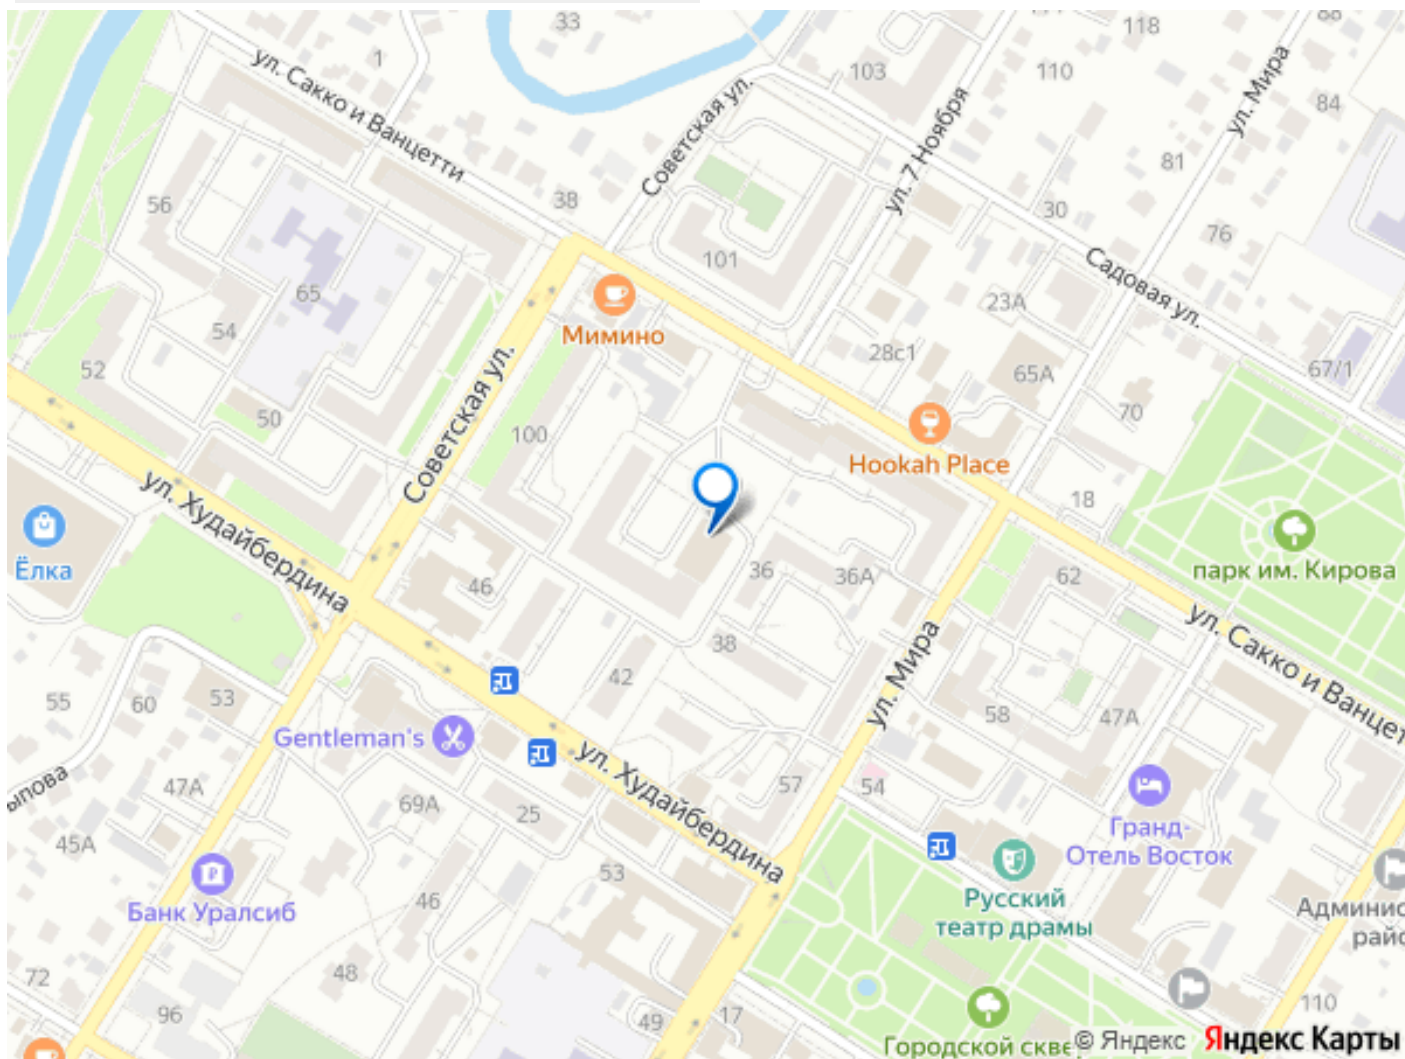 33
118
88
1
103
110
ул. Мира
84
ул. Сакко и Ванцетти
Советская ул.
ул. 7 Ноября
81
56
38
30
76
101
Садовая ул.
65
23А
Мимино
54
28с1
52
65А
67/1
Советская ул.
50
100
70
Hookah Place
ул. Худайбердина
18
Ёлка
46
36
36А
62
парк им. Кирова
ул. Сакко и Ванцет
38
42
ул. Мира
55
60
53
58
47А
Gentleman's
ул. Худайбердина
57
54
ыпова
47А
69А
25
Гранд-
Отель Восток
45А
53
Русский
театр драмы
Банк Уралсиб
46
Админис
райо
72
48
96
49
17
110
Городской скве
© Яндекс
Яндекс Карты